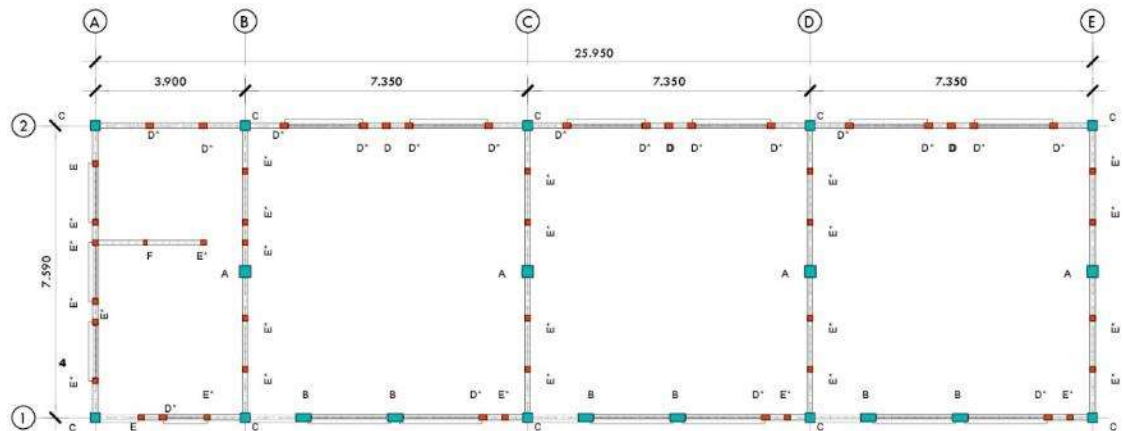 A B C D E
25.950
3.900 7.350 7.350 7.350
C C C C C
2
D* D* D* D* D D* D* D* D* D D* D* D* D* D D* D*
E E* E* E* E* E*
E* E* E* E* E*
E* E* E* E* E*
E* E* E*
E* E* E*
E* E* E*
F E*
7.590
A A A A
4
D* E* B B D* E* B B D* E* B B D* E*
1
C E C C C C